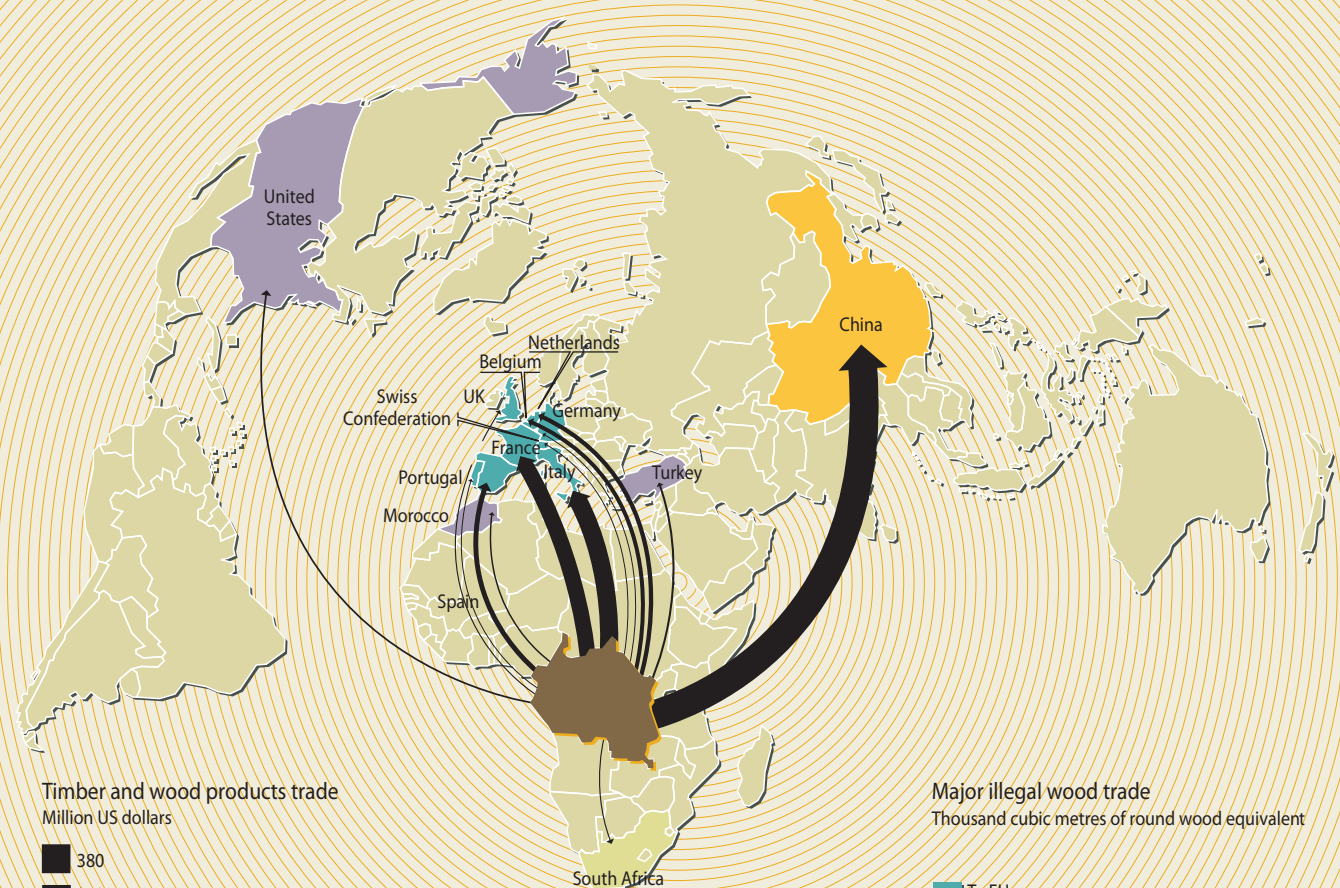 United
States
China
Netherlands
Belgium
Swiss
Confederation
UK
Germany
France
Portugal
Italy
Turkey
Morocco
Spain
Timber and wood products trade
Million US dollars
380
Major illegal wood trade
Thousand cubic metres of round wood equivalent
South Africa